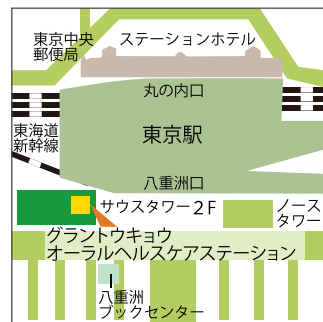 東京中央
郵便局
ステーションホテル
丸の内口
東海道
新幹線
東京駅
八重洲口
サウスタワー2F
ノース
タワー
グラントウキョウ
オーラルヘルスケアステーション
八重洲
ブックセンター